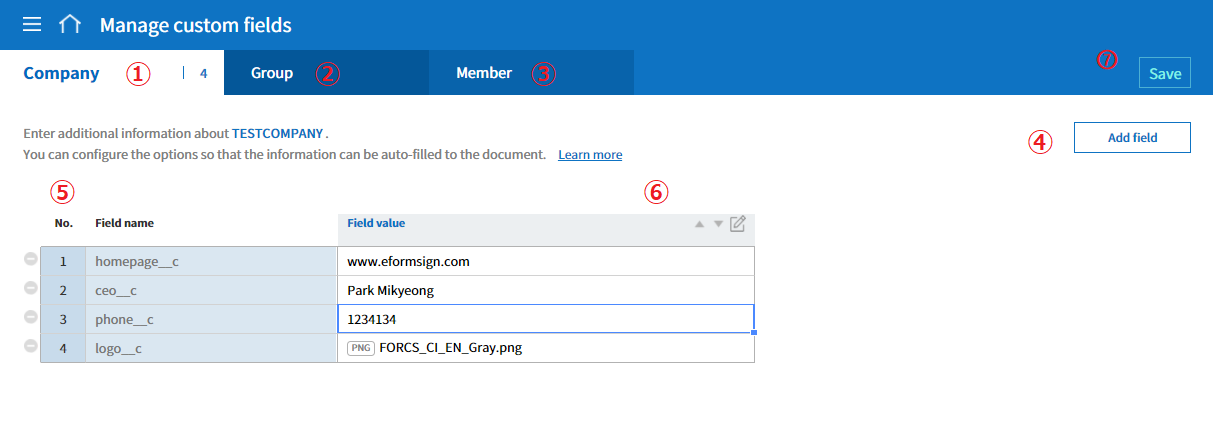 Manage custom fields
Company ① | 4 Group ② Member ③ ⑦ Save
Enter additional information about TESTCOMPANY .
You can configure the options so that the information can be auto-filled to the document. Learn more
④ Add field
⑤ ⑥
No. Field name Field value
1 homepage__c www.eformsign.com
2 ceo__c Park Mikyeong
3 phone__c 1234134
4 logo__c PNG FORCS_CI_EN_Gray.png